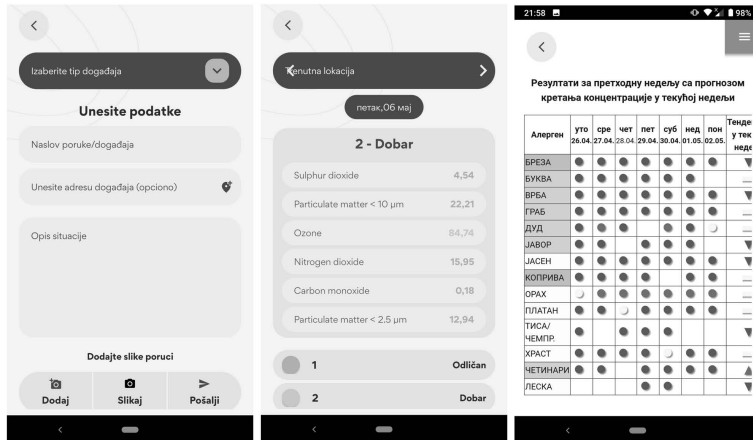 Izaberite tip događaja
Unesite podatke
Naslov poruke/događaja
Unesite adresu događaja (opciono)
Opis situacije
Dodajte slike poruci
Dodaj Slikaj Pošalji
Trenutna lokacija
петак,06 мај
2 - Dobar
Sulphur dioxide 4,54
Particulate matter < 10 µm 22,21
Ozone 84,74
Nitrogen dioxide 15,95
Carbon monoxide 0,18
Particulate matter < 2.5 µm 12,94
1 Odličan
2 Dobar
21:58 98%
Резултати за претходну недељу са прогнозом
кретања концентрације у текућој недељи
Алерген уто сре чет пет суб нед пон
26.04. 27.04. 28.04. 29.04. 30.04. 01.05. 02.05.
у
БРЕЗА
БУКВА
ВРБА
ГРАБ
ДУД
ЈАВОР
ЈАСЕН
КОПРИВА
ОРАХ
ПЛАТАН
ТИСА/
ЧЕМПР.
ХРАСТ
ЧЕТИНАРИ
ЛЕСКА